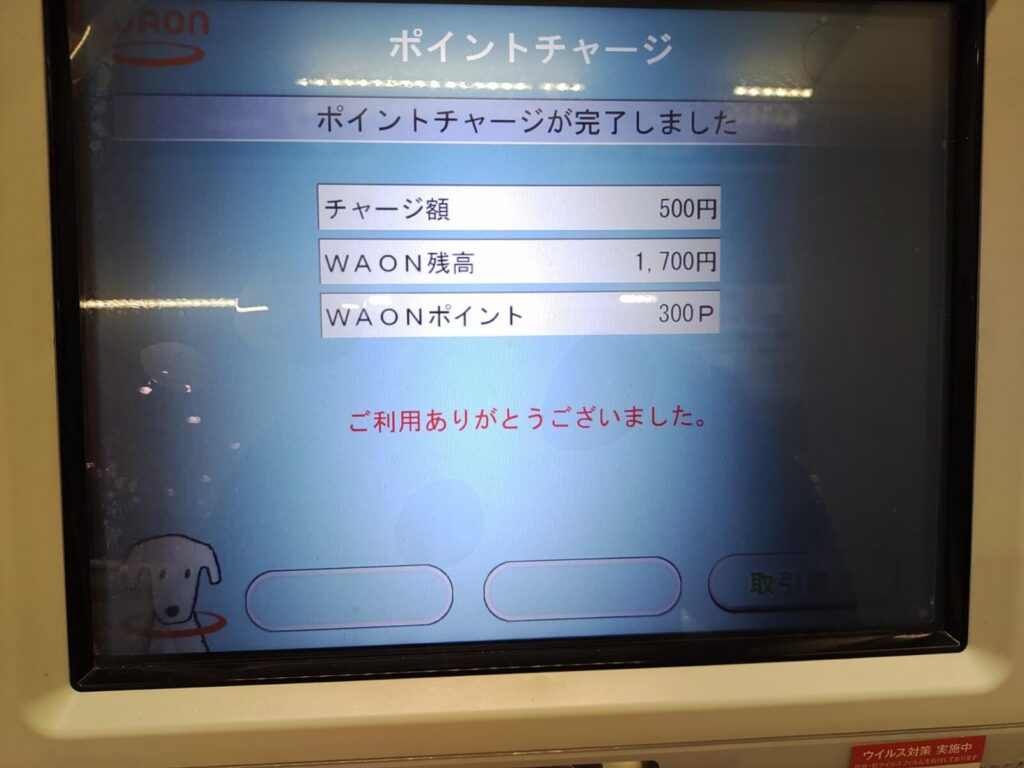 WAON
ポイントチャージ
ポイントチャージが完了しました
チャージ額 500円
WAON残高 1,700円
WAONポイント 300P
ご利用ありがとうございました。
取引
ウイルス対策 実施中